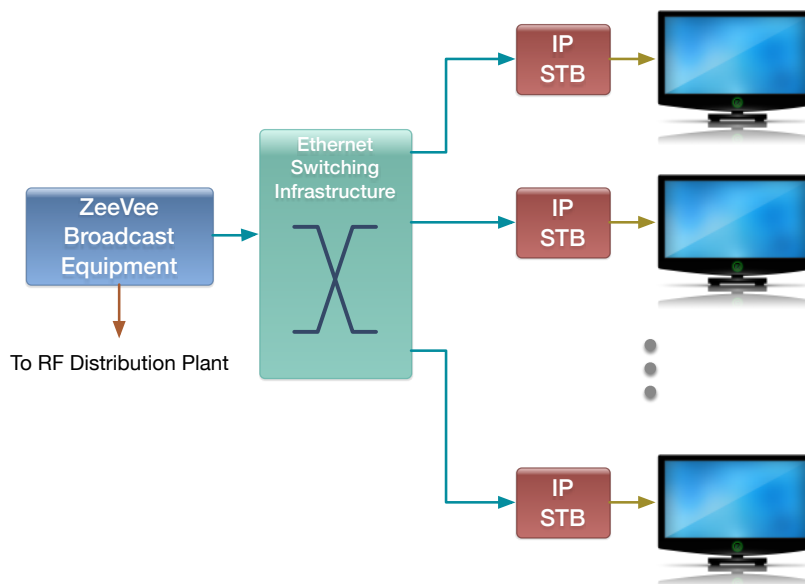 IP
STB
Ethernet
Switching
Infrastructure
ZeeVee
Broadcast
Equipment
IP
STB
To RF Distribution Plant
IP
STB